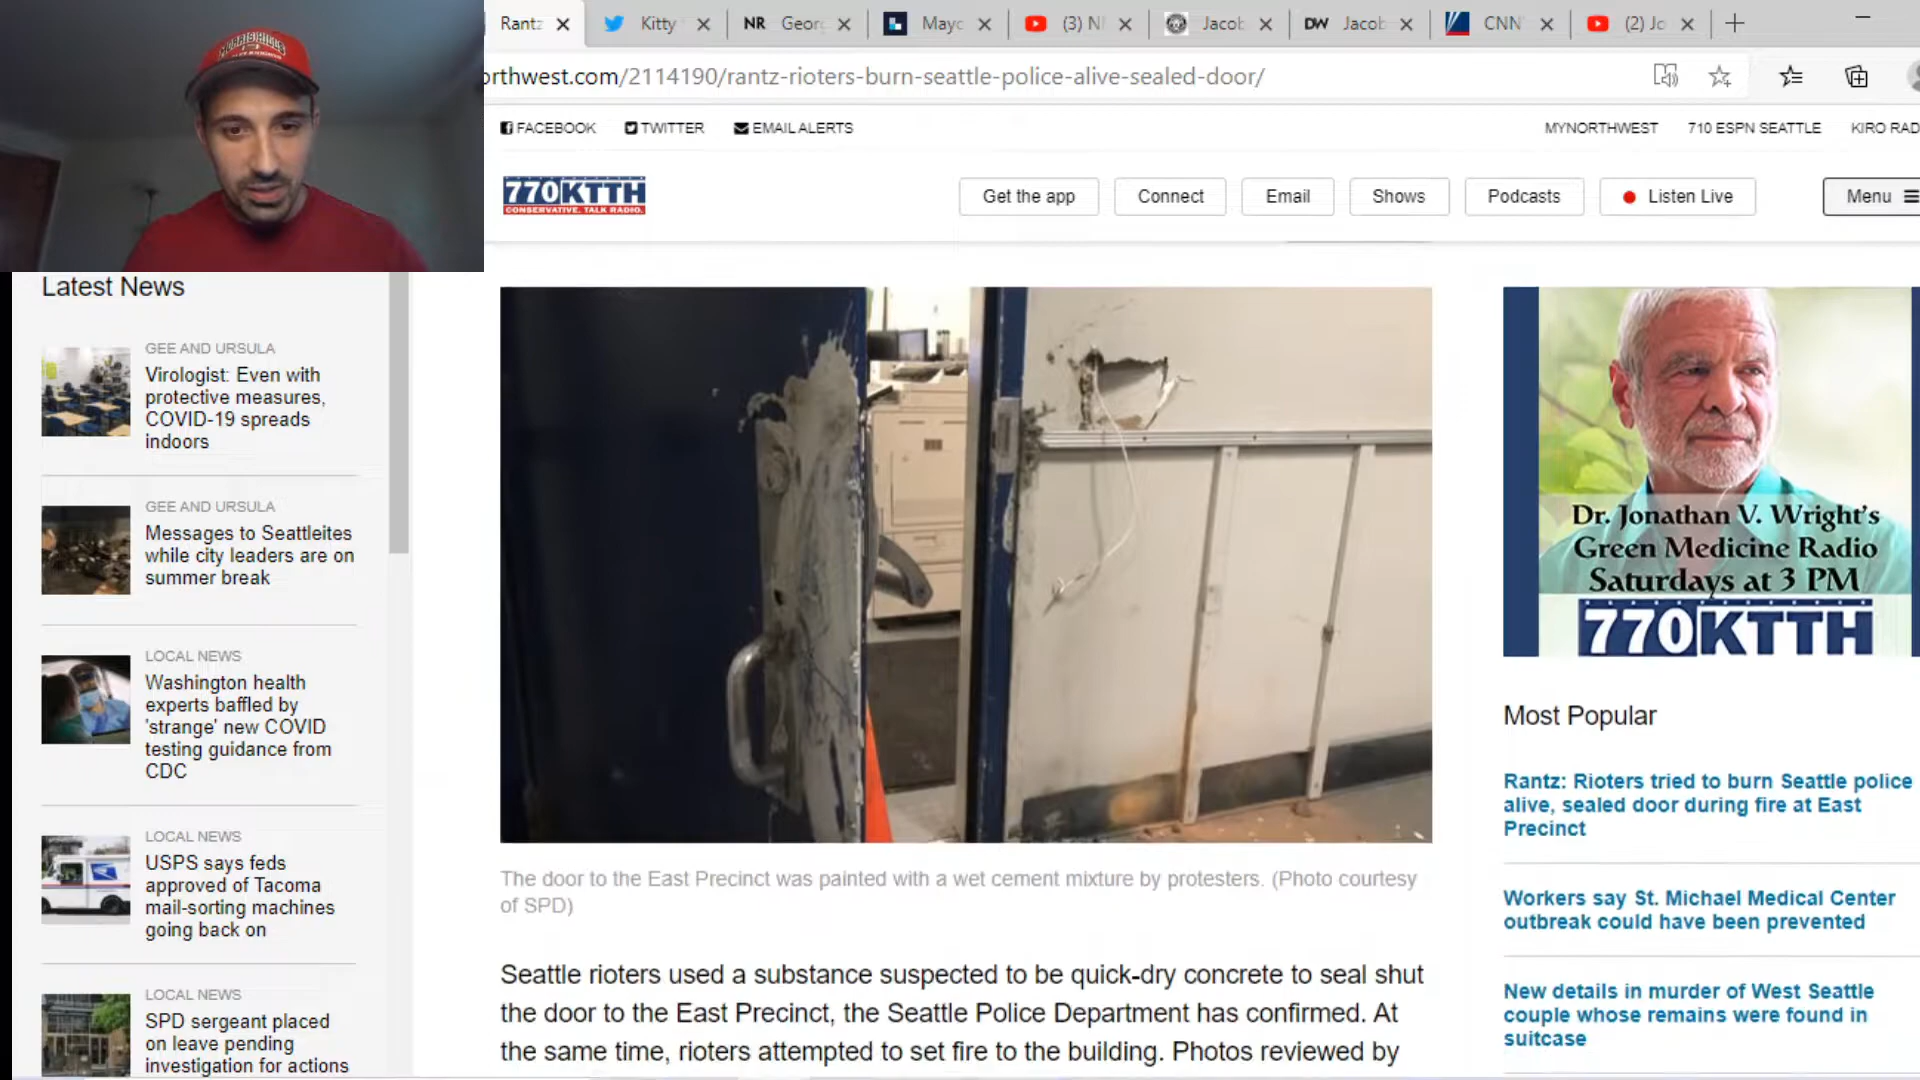 MORRIS HILLS
Rantz
Kitty
NR Geor
Mayo
(3) N
Jacob
DW Jacob
CNN
(2) Jo
orthwest.com/2114190/rantz-rioters-burn-seattle-police-alive-sealed-door/
FACEBOOK TWITTER EMAIL ALERTS
MYNORTHWEST 710 ESPN SEATTLE KIRO RAD
770KTTH
CONSERVATIVE. TALK RADIO.
Get the app
Connect
Email
Shows
Podcasts
Listen Live
Menu
Latest News
GEE AND URSULA
Virologist: Even with
protective measures,
COVID-19 spreads
indoors
GEE AND URSULA
Messages to Seattleites
while city leaders are on
summer break
LOCAL NEWS
Washington health
experts baffled by
'strange' new COVID
testing guidance from
CDC
LOCAL NEWS
USPS says feds
approved of Tacoma
mail-sorting machines
going back on
LOCAL NEWS
SPD sergeant placed
on leave pending
investigation for actions
The door to the East Precinct was painted with a wet cement mixture by protesters. (Photo courtesy
of SPD)
Seattle rioters used a substance suspected to be quick-dry concrete to seal shut
the door to the East Precinct, the Seattle Police Department has confirmed. At
the same time, rioters attempted to set fire to the building. Photos reviewed by
Dr. Jonathan V. Wright's
Green Medicine Radio
Saturdays at 3 PM
770KTTH
Most Popular
Rantz: Rioters tried to burn Seattle police
alive, sealed door during fire at East
Precinct
Workers say St. Michael Medical Center
outbreak could have been prevented
New details in murder of West Seattle
couple whose remains were found in
suitcase